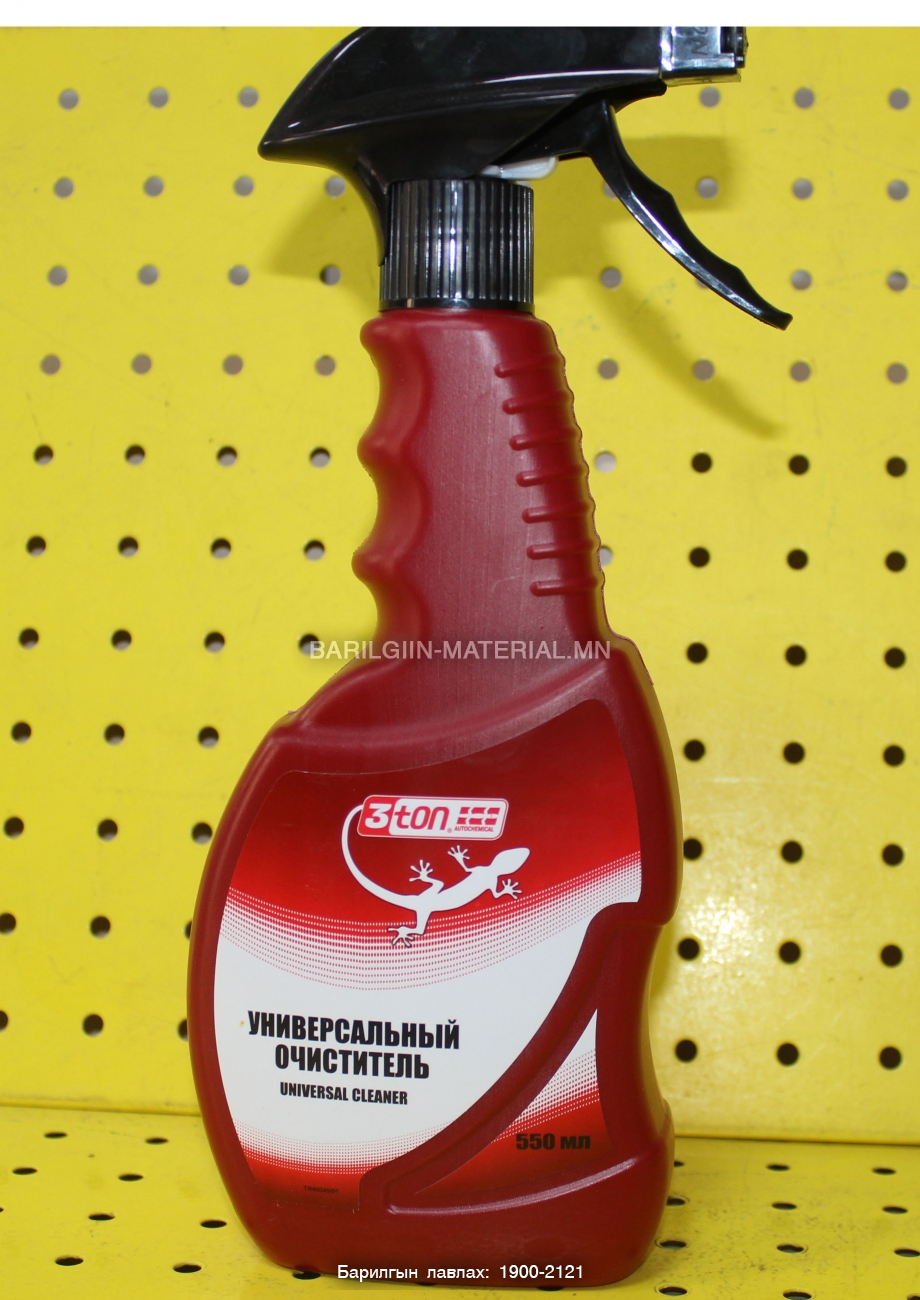 BARILGIIN-MATERIAL.MN
3ton
AUTOCHEMICAL
УНИВЕРСАЛЬНЫЙ
ОЧИСТИТЕЛЬ
UNIVERSAL CLEANER
550 мл
Барилгын лавлах: 1900-2121